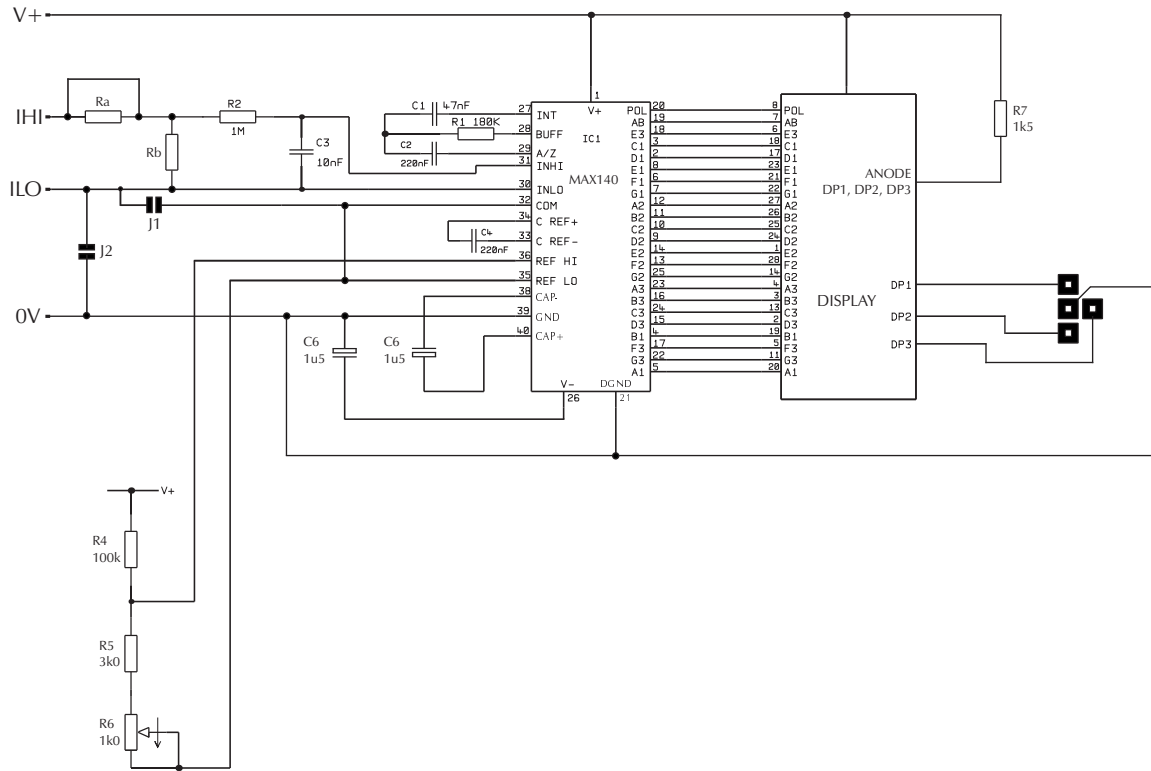 V+
IHI
Ra
R2
1M
Rb
C3
10nF
ILO
J1
J2
0V
C1 47nF
R1 180K
C2
220nF
C4
220nF
C6
1u5
C6
1u5
1
V+
IC1
MAX140
27 INT
28 BUFF
29 A/Z
31 INHI
30 INLO
32 COM
34 C REF+
33 C REF-
36 REF HI
35 REF LO
38 CAP-
39 GND
40 CAP+
V-
26
DGND
21
POL 20 8 POL
AB 19 7 AB
E3 18 6 E3
C1 3 18 C1
D1 2 17 D1
E1 8 23 E1
F1 6 21 F1
G1 7 22 G1
A2 12 27 A2
B2 11 26 B2
C2 10 25 C2
D2 9 24 D2
E2 14 1 E2
F2 13 28 F2
G2 25 14 G2
A3 23 4 A3
B3 16 3 B3
C3 24 13 C3
D3 15 2 D3
B1 4 19 B1
F3 17 5 F3
G3 22 11 G3
A1 5 20 A1
ANODE
DP1, DP2, DP3
DISPLAY
DP1
DP2
DP3
R7
1k5
V+
R4
100k
R5
3k0
R6
1k0